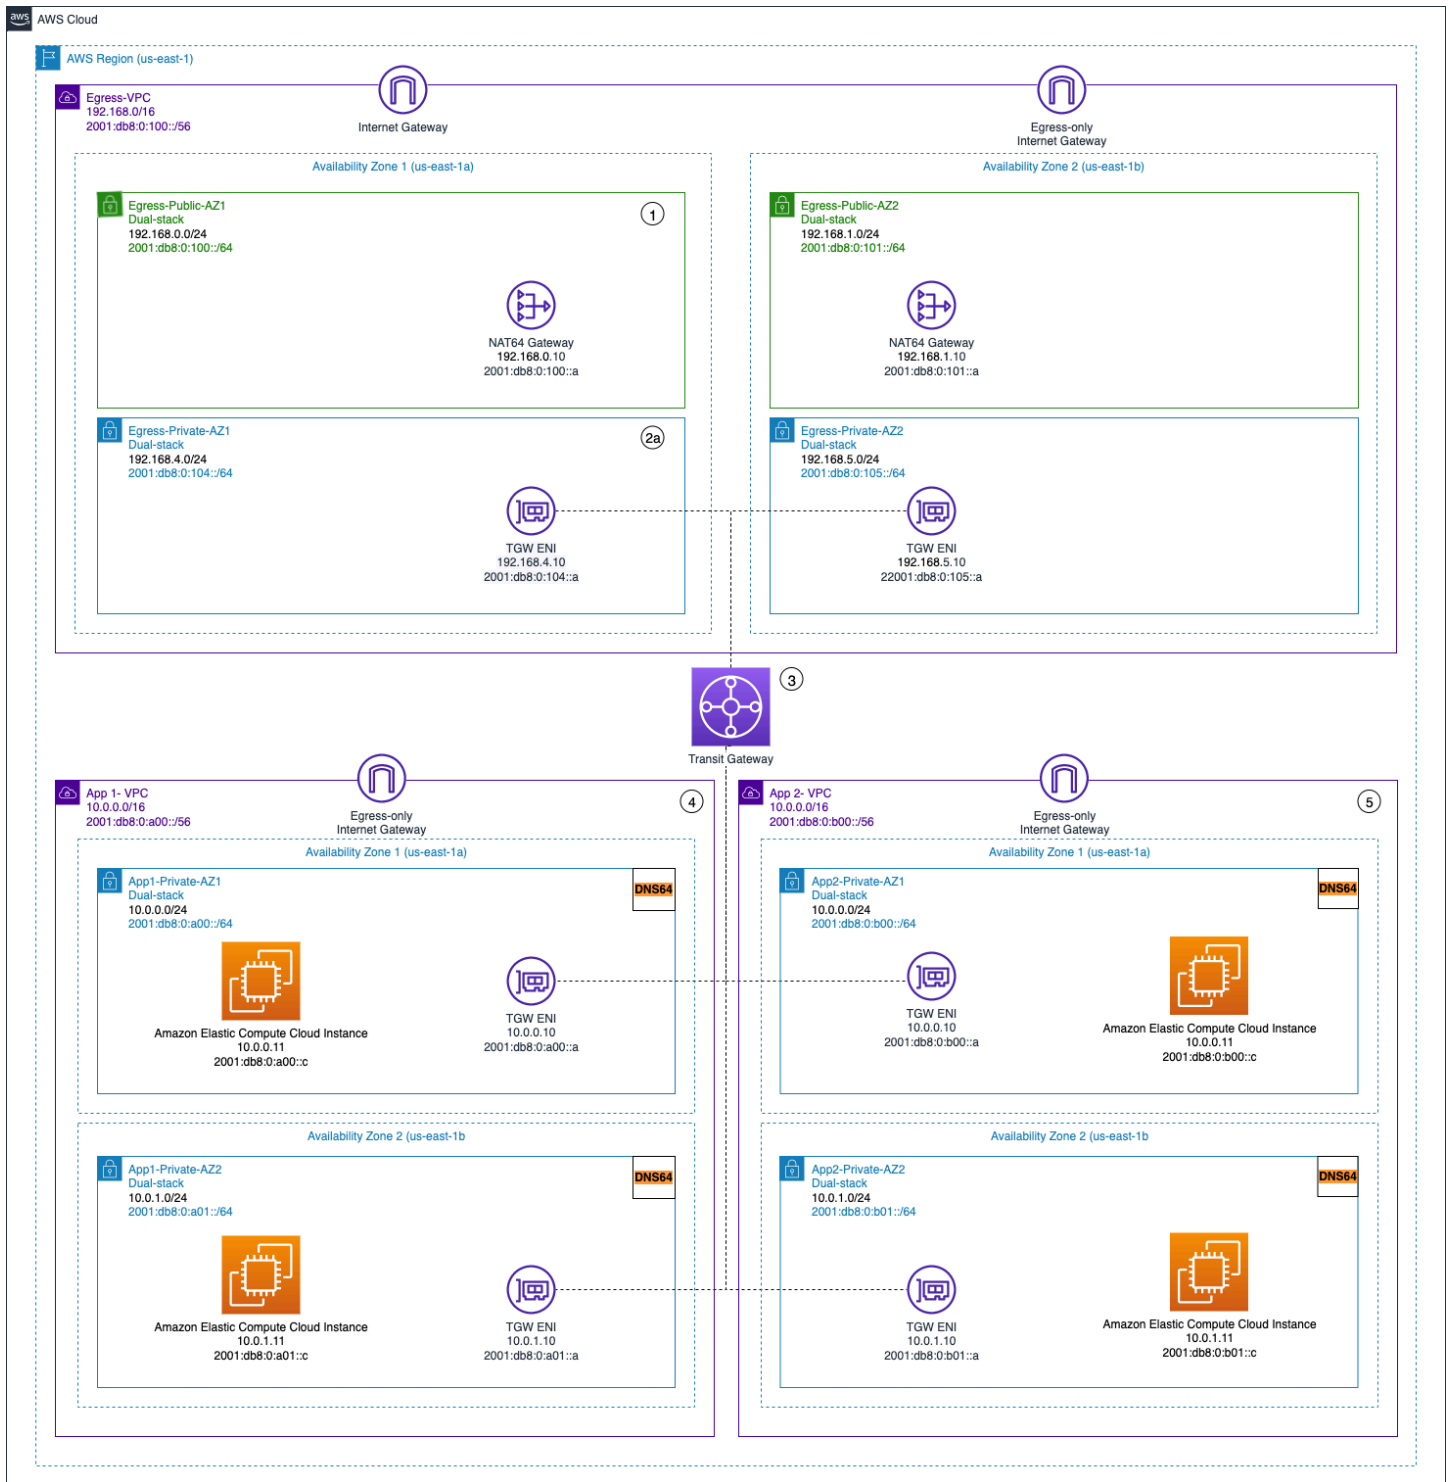 aws
AWS Cloud
AWS Region (us-east-1)
Egress-VPC
192.168.0/16
2001:db8:0:100::/56
Internet Gateway
Egress-only
Internet Gateway
Availability Zone 1 (us-east-1a)
Egress-Public-AZ1
Dual-stack
192.168.0.0/24
2001:db8:0:100::/64
1
NAT64 Gateway
192.168.0.10
2001:db8:0:100::a
Egress-Private-AZ1
Dual-stack
192.168.4.0/24
2001:db8:0:104::/64
2a
TGW ENI
192.168.4.10
2001:db8:0:104::a
Availability Zone 2 (us-east-1b)
Egress-Public-AZ2
Dual-stack
192.168.1.0/24
2001:db8:0:101::/64
NAT64 Gateway
192.168.1.10
2001:db8:0:101::a
Egress-Private-AZ2
Dual-stack
192.168.5.0/24
2001:db8:0:105::/64
TGW ENI
192.168.5.10
22001:db8:0:105::a
3
Transit Gateway
App 1- VPC
10.0.0.0/16
2001:db8:0:a00::/56
4
Egress-only
Internet Gateway
Availability Zone 1 (us-east-1a)
App1-Private-AZ1
Dual-stack
10.0.0.0/24
2001:db8:0:a00::/64
DNS64
Amazon Elastic Compute Cloud Instance
10.0.0.11
2001:db8:0:a00::c
TGW ENI
10.0.0.10
2001:db8:0:a00::a
Availability Zone 2 (us-east-1b
App1-Private-AZ2
Dual-stack
10.0.1.0/24
2001:db8:0:a01::/64
DNS64
Amazon Elastic Compute Cloud Instance
10.0.1.11
2001:db8:0:a01::c
TGW ENI
10.0.1.10
2001:db8:0:a01::a
App 2- VPC
10.0.0.0/16
2001:db8:0:b00::/56
5
Egress-only
Internet Gateway
Availability Zone 1 (us-east-1a)
App2-Private-AZ1
Dual-stack
10.0.0.0/24
2001:db8:0:b00::/64
DNS64
TGW ENI
10.0.0.10
2001:db8:0:b00::a
Amazon Elastic Compute Cloud Instance
10.0.0.11
2001:db8:0:b00::c
Availability Zone 2 (us-east-1b
App2-Private-AZ2
Dual-stack
10.0.1.0/24
2001:db8:0:b01::/64
DNS64
TGW ENI
10.0.1.10
2001:db8:0:b01::a
Amazon Elastic Compute Cloud Instance
10.0.1.11
2001:db8:0:b01::c